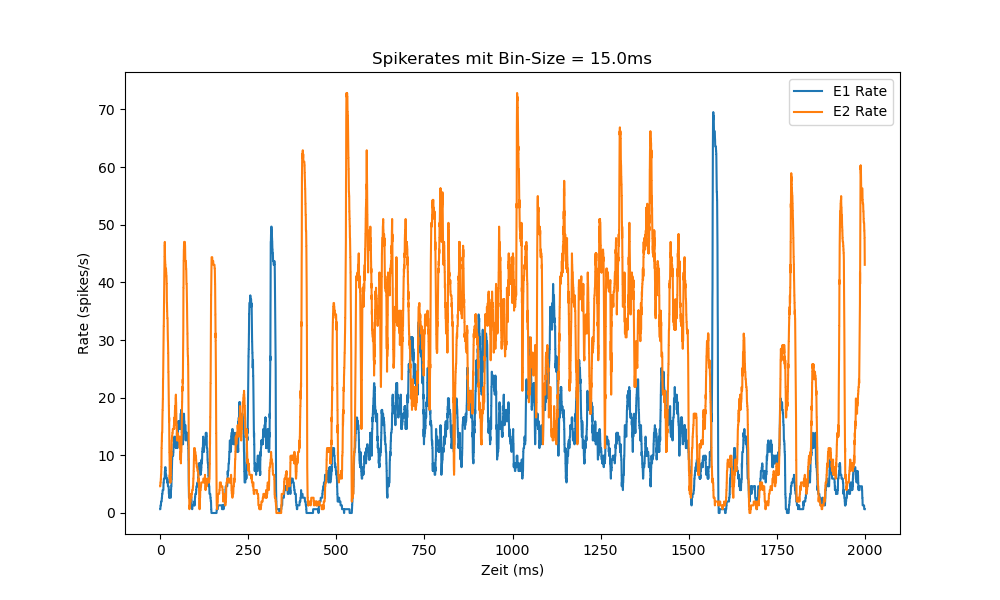 Spikerates mit Bin-Size = 15.0ms
E1 Rate
E2 Rate
Rate (spikes/s)
70
60
50
40
30
20
10
0
0 250 500 750 1000 1250 1500 1750 2000
Zeit (ms)